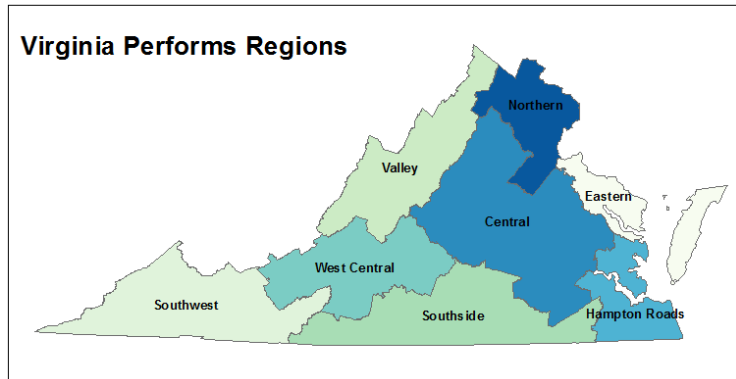 Virginia Performs Regions
Northern
Valley
Eastern
Central
West Central
Southwest
Southside
Hampton Roads